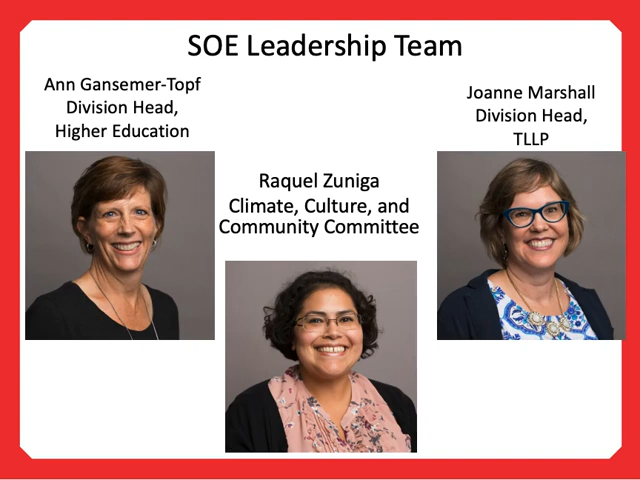 SOE Leadership Team
Ann Gansemer-Topf
Division Head,
Higher Education
Joanne Marshall
Division Head,
TLLP
Raquel Zuniga
Climate, Culture, and
Community Committee